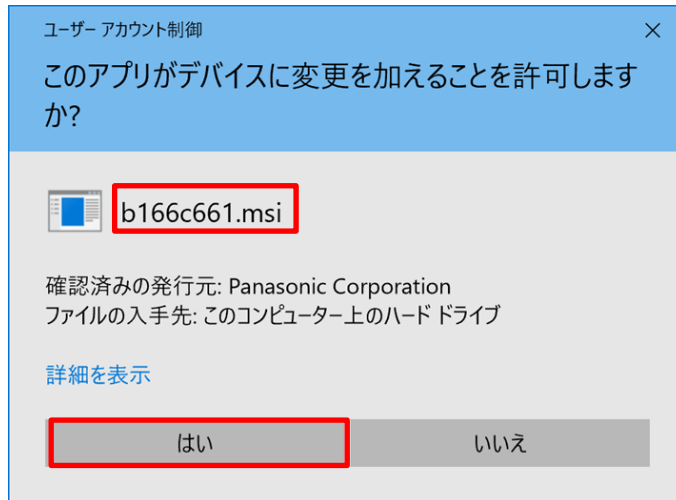 ユーザー アカウント制御
このアプリがデバイスに変更を加えることを許可します
か?
b166c661.msi
確認済みの発行元: Panasonic Corporation
ファイルの入手先: このコンピューター上のハード ドライブ
詳細を表示
はい
いいえ